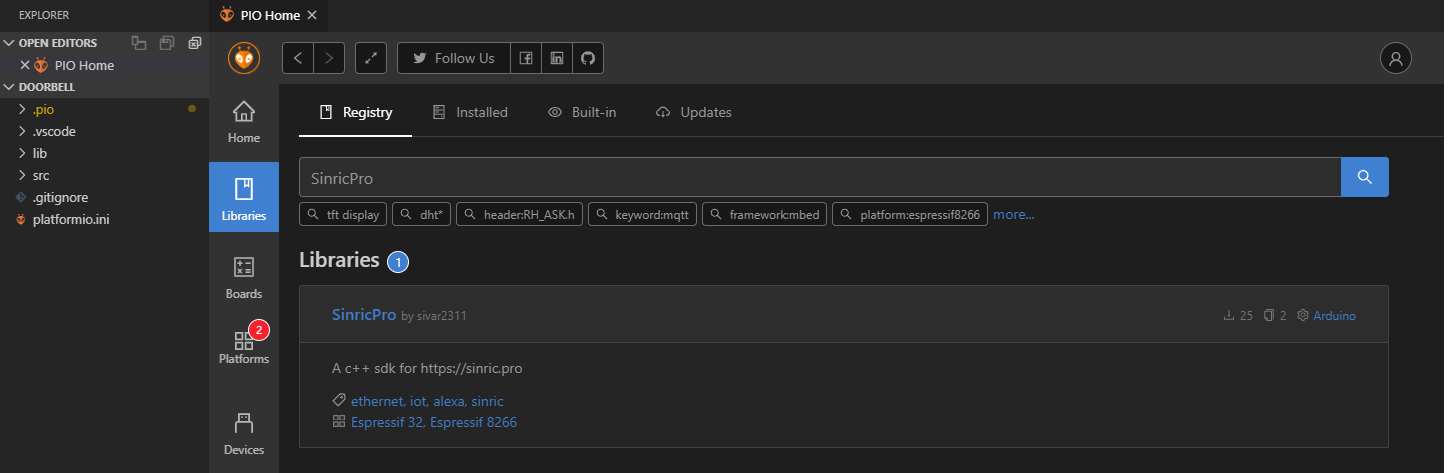 EXPLORER
PIO Home
OPEN EDITORS
PIO Home
DOORBELL
.pio
.vscode
lib
src
.gitignore
platformio.ini
Follow Us
Home
Libraries
Boards
2
Platforms
Devices
Registry
Installed
Built-in
Updates
SinricPro
tft display
dht*
header:RH_ASK.h
keyword:mqtt
framework:mbed
platform:espressif8266
more...
Libraries 1
SinricPro by sivar2311
25
2
Arduino
A c++ sdk for https://sinric.pro
ethernet, iot, alexa, sinric
Espressif 32, Espressif 8266